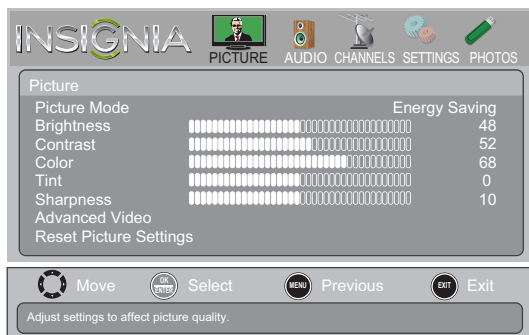 INSIGNIA
PICTURE AUDIO CHANNELS SETTINGS PHOTOS
Picture
Picture Mode Energy Saving
Brightness 48
Contrast 52
Color 68
Tint 0
Sharpness 10
Advanced Video
Reset Picture Settings
Move OK ENTER Select MENU Previous EXIT Exit
Adjust settings to affect picture quality.